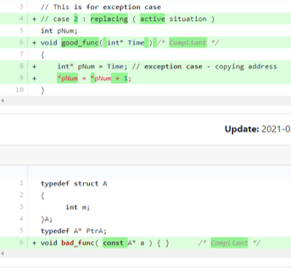 3 // This is for exception case
4 + // case 2 : replacing ( active situation )
5 int pNum;
6 + void good_func( int* Time ) /* Compliant */
7 {
8 + int* pNum = Time; // exception case - copying address
9 + *pNum = *pNum + 1;
10 }
Update: 2021-0
1 typedef struct A
2 {
3 int m;
4 }A;
5 typedef A* PtrA;
6 + void bad_func( const A* a ) { } /* Compliant */